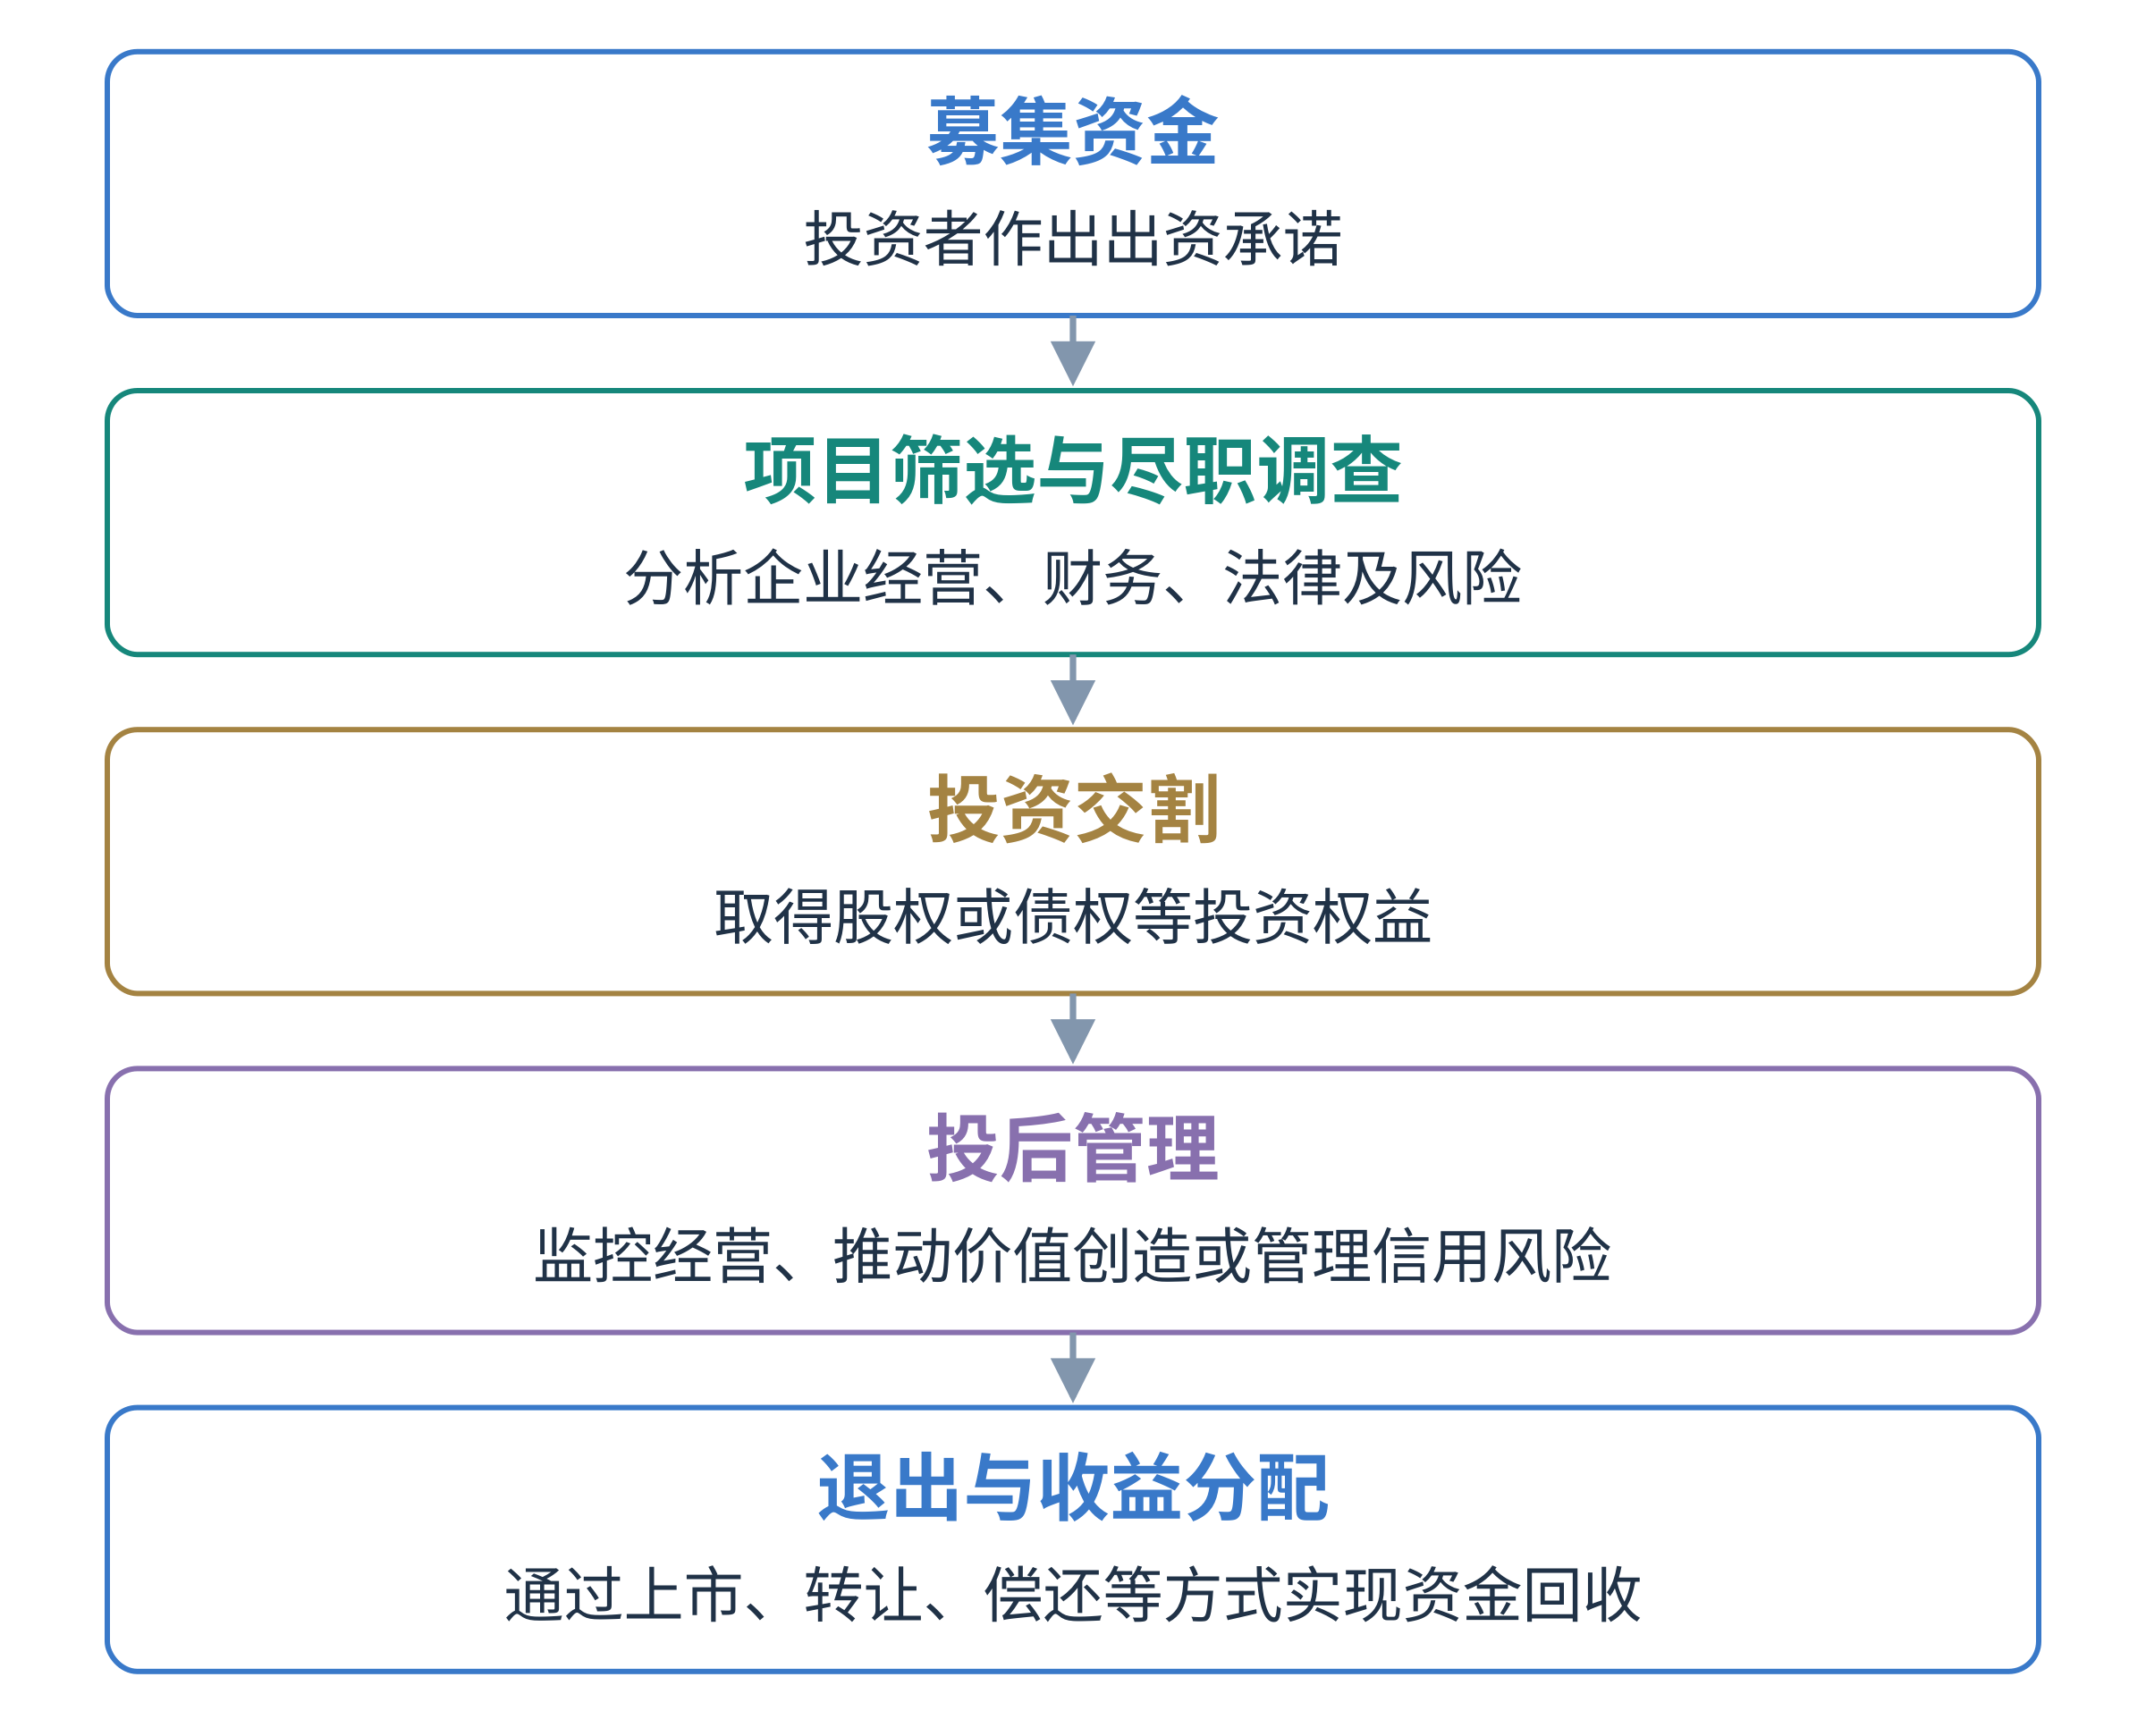 募集资金
投资者作出出资承诺
项目筛选与尽职调查
分析企业经营、财务、法律及风险
投资交割
取得股权或债权等投资权益
投后管理
监护经营、推动价值创造或管理信用风险
退出与收益分配
通过上市、转让、偿还等方式实现资金回收